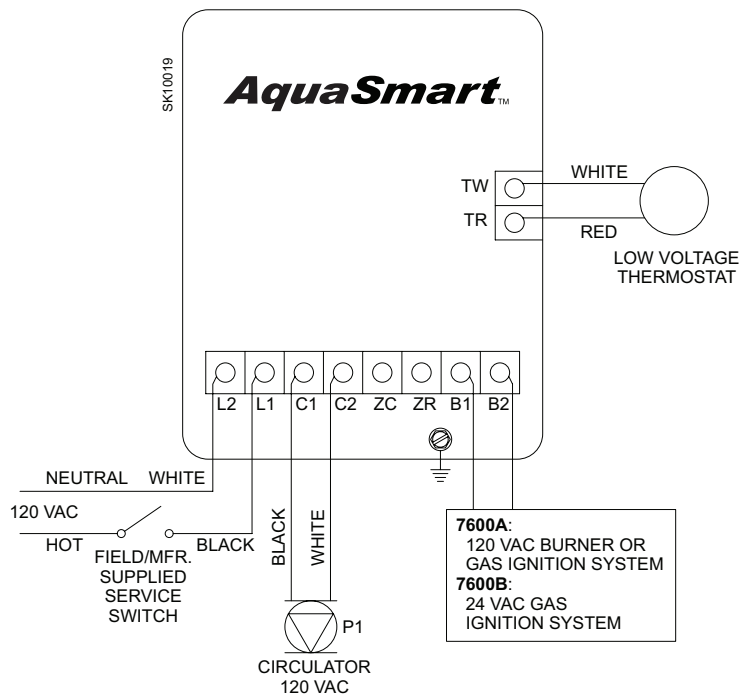 SK10019
AquaSmart™
TW
WHITE
TR
RED
LOW VOLTAGE
THERMOSTAT
L2 L1 C1 C2 ZC ZR B1 B2
NEUTRAL WHITE
120 VAC
HOT
BLACK
FIELD/MFR.
SUPPLIED
SERVICE
SWITCH
BLACK
WHITE
P1
CIRCULATOR
120 VAC
7600A:
120 VAC BURNER OR
GAS IGNITION SYSTEM
7600B:
24 VAC GAS
IGNITION SYSTEM